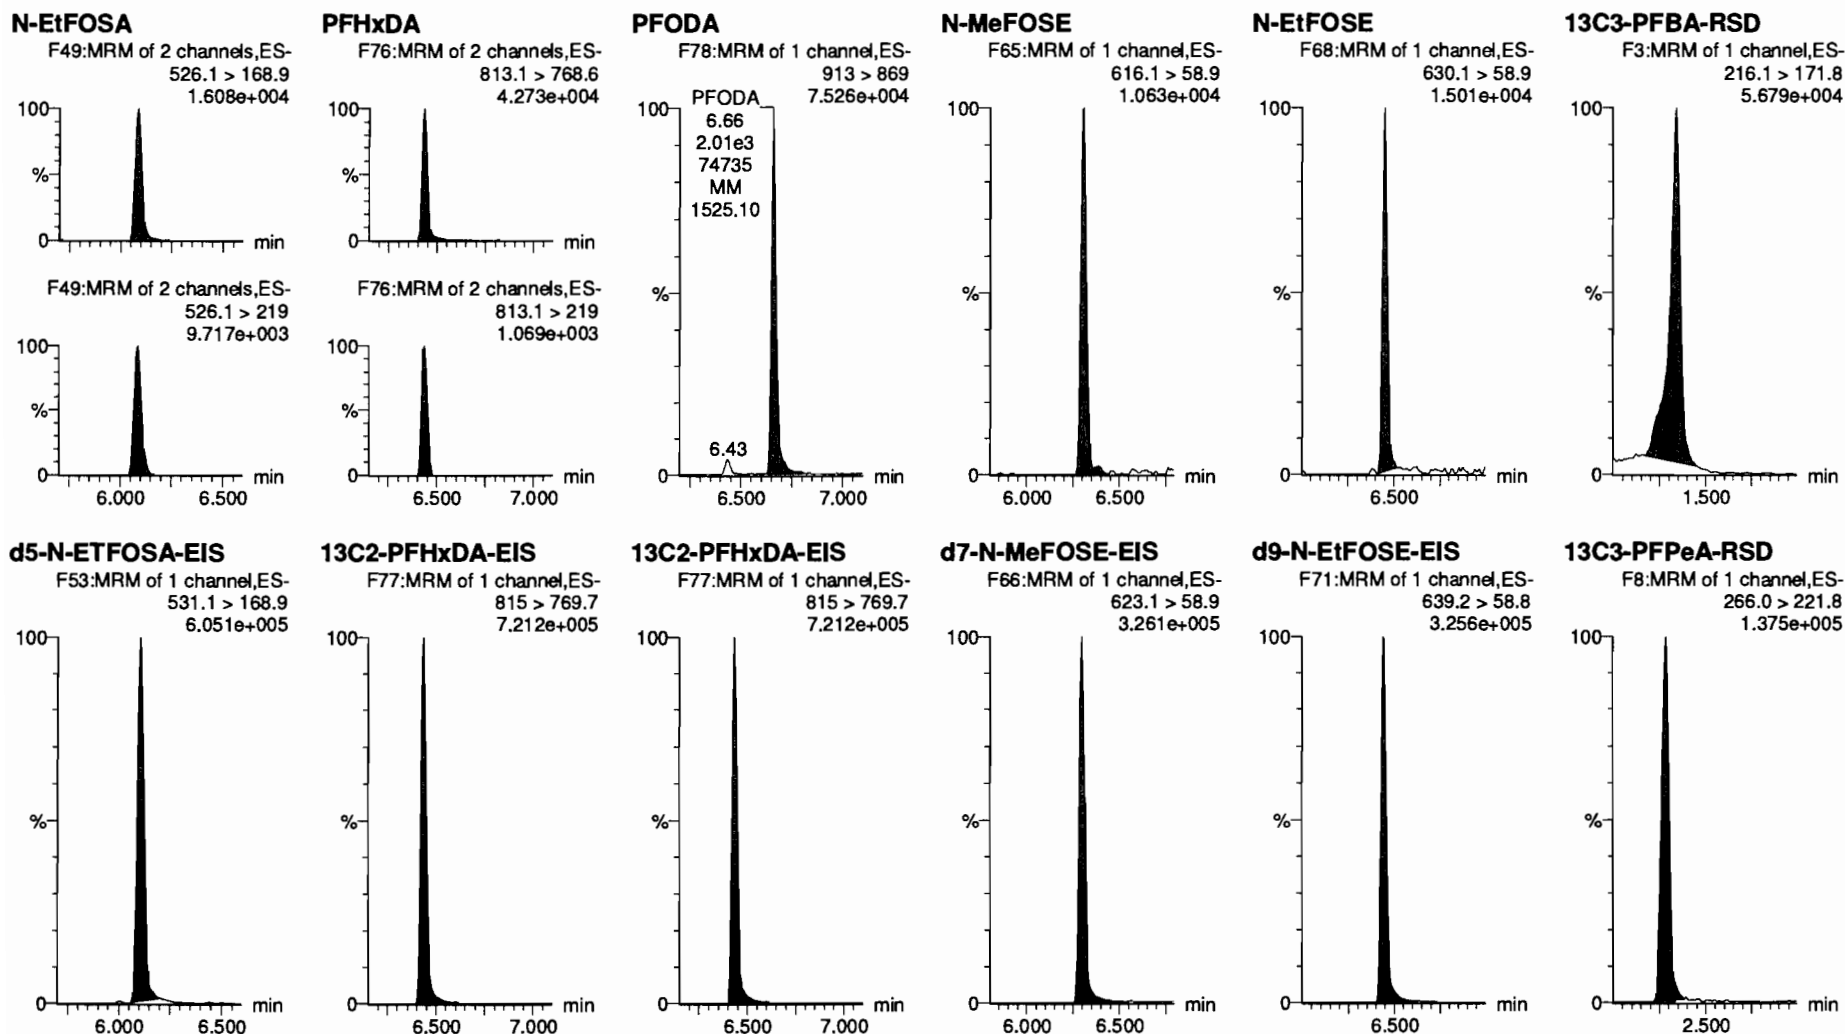 N-EtFOSA
F49:MRM of 2 channels,ES-
526.1 > 168.9
1.608e+004
100
%
0
min
F49:MRM of 2 channels,ES-
526.1 > 219
9.717e+003
100
%
0
min
6.000
6.500
PFHxDA
F76:MRM of 2 channels,ES-
813.1 > 768.6
4.273e+004
100
%
0
min
F76:MRM of 2 channels,ES-
813.1 > 219
1.069e+003
100
%
0
min
6.500
7.000
PFODA
F78:MRM of 1 channel,ES-
913 > 869
7.526e+004
100
PFODA
6.66
2.01e3
74735
MM
1525.10
%
6.43
0
min
6.500
7.000
N-MeFOSE
F65:MRM of 1 channel,ES-
616.1 > 58.9
1.063e+004
100
%
0
min
6.000
6.500
N-EtFOSE
F68:MRM of 1 channel,ES-
630.1 > 58.9
1.501e+004
100
%
0
min
6.500
13C3-PFBA-RSD
F3:MRM of 1 channel,ES-
216.1 > 171.8
5.679e+004
100
%
0
min
1.500
d5-N-ETFOSA-EIS
F53:MRM of 1 channel,ES-
531.1 > 168.9
6.051e+005
100
%
0
min
6.000
6.500
13C2-PFHxDA-EIS
F77:MRM of 1 channel,ES-
815 > 769.7
7.212e+005
100
%
0
min
6.500
7.000
13C2-PFHxDA-EIS
F77:MRM of 1 channel,ES-
815 > 769.7
7.212e+005
100
%
0
min
6.500
7.000
d7-N-MeFOSE-EIS
F66:MRM of 1 channel,ES-
623.1 > 58.9
3.261e+005
100
%
0
min
6.000
6.500
d9-N-EtFOSE-EIS
F71:MRM of 1 channel,ES-
639.2 > 58.8
3.256e+005
100
%
0
min
6.500
13C3-PFPeA-RSD
F8:MRM of 1 channel,ES-
266.0 > 221.8
1.375e+005
100
%
0
min
2.500